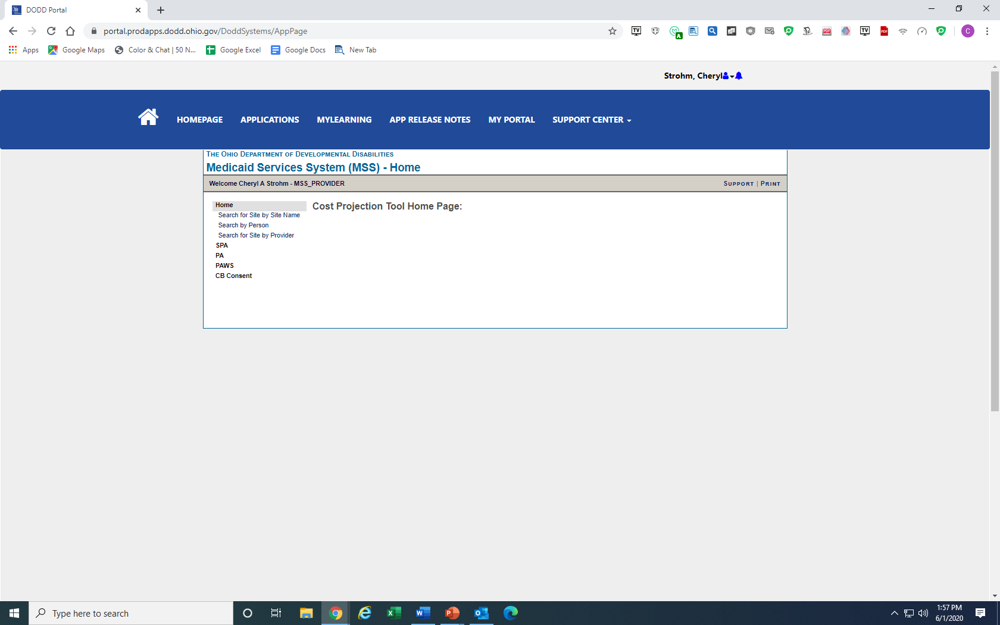 DODD Portal
portal.prodapps.dodd.ohio.gov/DoddSystems/AppPage
Apps
Google Maps
Color & Chat | 50 N...
Google Excel
Google Docs
New Tab
Strohm, Cheryl
HOMEPAGE
APPLICATIONS
MYLEARNING
APP RELEASE NOTES
MY PORTAL
SUPPORT CENTER
THE OHIO DEPARTMENT OF DEVELOPMENTAL DISABILITIES
Medicaid Services System (MSS) - Home
Welcome Cheryl A Strohm - MSS_PROVIDER
SUPPORT | PRINT
Home
Search for Site by Site Name
Search by Person
Search for Site by Provider
SPA
PA
PAWS
CB Consent
Cost Projection Tool Home Page:
Type here to search
1:57 PM
6/1/2020